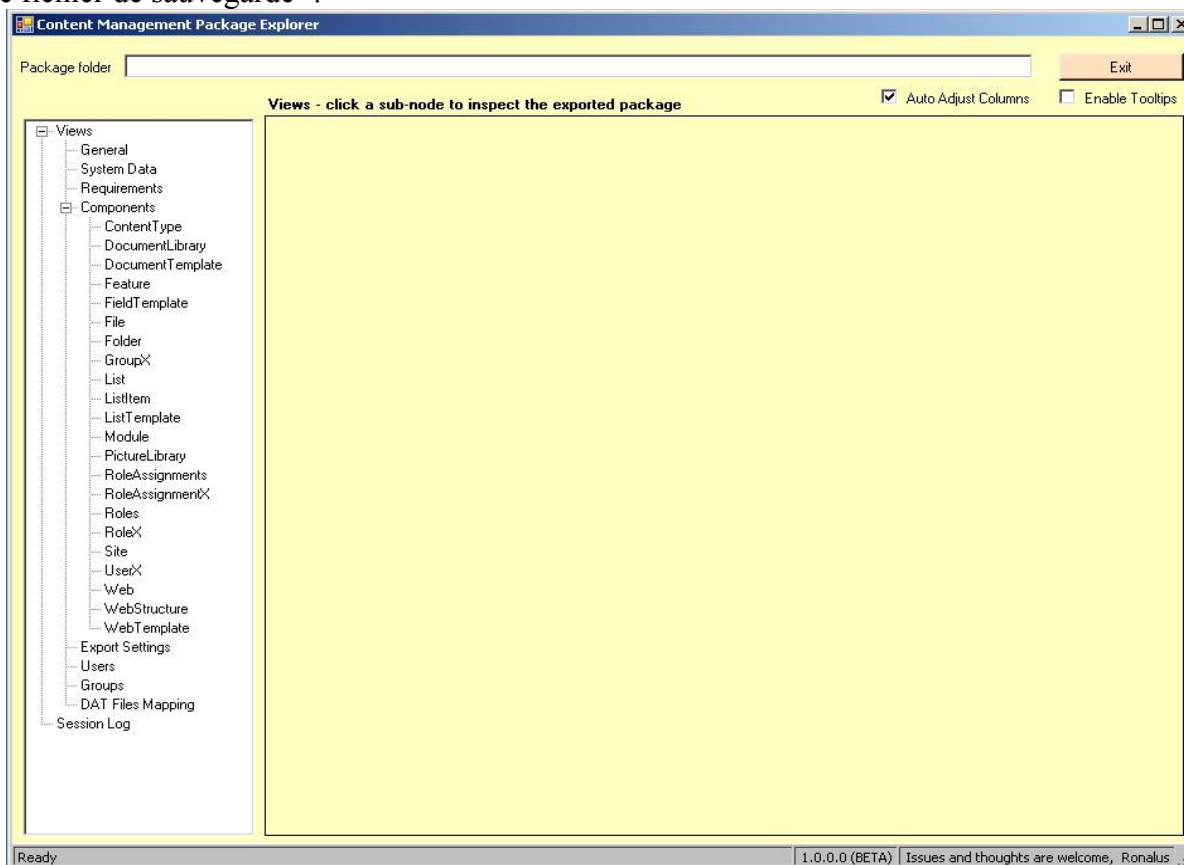 e fichier de sauvegarde :
Content Management Package Explorer
Package folder
Exit
Views - click a sub-node to inspect the exported package
Auto Adjust Columns
Enable Tooltips
Views
General
System Data
Requirements
Components
ContentType
DocumentLibrary
DocumentTemplate
Feature
FieldTemplate
File
Folder
GroupX
List
ListItem
ListTemplate
Module
PictureLibrary
RoleAssignments
RoleAssignmentX
Roles
RoleX
Site
UserX
Web
WebStructure
WebTemplate
Export Settings
Users
Groups
DAT Files Mapping
Session Log
Ready
1.0.0.0 (BETA)
Issues and thoughts are welcome, Ronalus